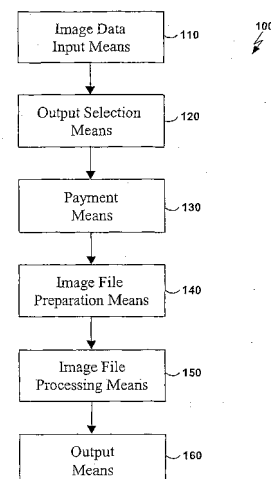 100
Image Data
Input Means
110
Output Selection
Means
120
Payment
Means
130
Image File
Preparation Means
140
Image File
Processing Means
150
Output
Means
160